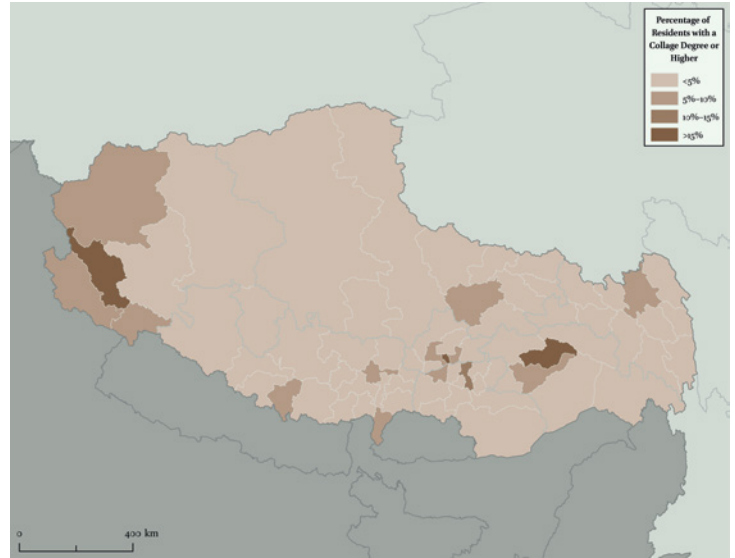 Percentage of
Residents with a
Collage Degree or
Higher
<5%
5%–10%
10%–15%
>15%
0 400 km